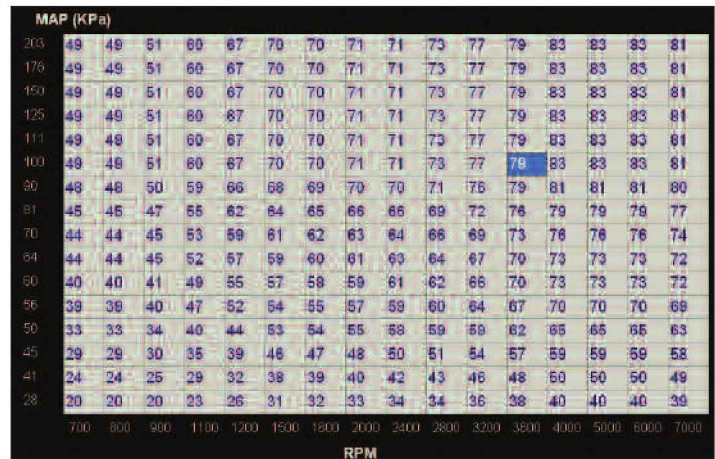 MAP (KPa)
203 49 49 51 60 67 70 70 71 71 73 77 79 83 83 83 81
176 49 49 51 60 67 70 70 71 71 73 77 79 83 83 83 81
150 49 49 51 60 67 70 70 71 71 73 77 79 83 83 83 81
125 49 49 51 60 67 70 70 71 71 73 77 79 83 83 83 81
111 49 49 51 60 67 70 70 71 71 73 77 79 83 83 83 81
100 49 49 51 60 67 70 70 71 71 73 77 79 83 83 83 81
90 48 48 50 59 66 68 69 70 70 71 76 79 81 81 81 80
81 45 45 47 55 62 64 65 66 66 69 72 76 79 79 79 77
70 44 44 45 53 59 61 62 63 64 66 69 73 76 76 76 74
64 44 44 45 52 57 59 60 61 63 64 67 70 73 73 73 72
60 40 40 41 49 55 57 58 59 61 62 66 70 73 73 73 72
56 39 39 40 47 52 54 55 57 59 60 64 67 70 70 70 69
50 33 33 34 40 44 53 54 55 58 59 59 62 65 65 65 63
45 29 29 30 35 39 46 47 48 50 51 54 57 59 59 59 58
41 24 24 25 29 32 38 39 40 42 43 46 48 50 50 50 49
28 20 20 20 23 26 31 32 33 34 34 36 38 40 40 40 39
700 800 900 1100 1200 1500 1800 2000 2400 2800 3200 3600 4000 5000 6000 7000
RPM